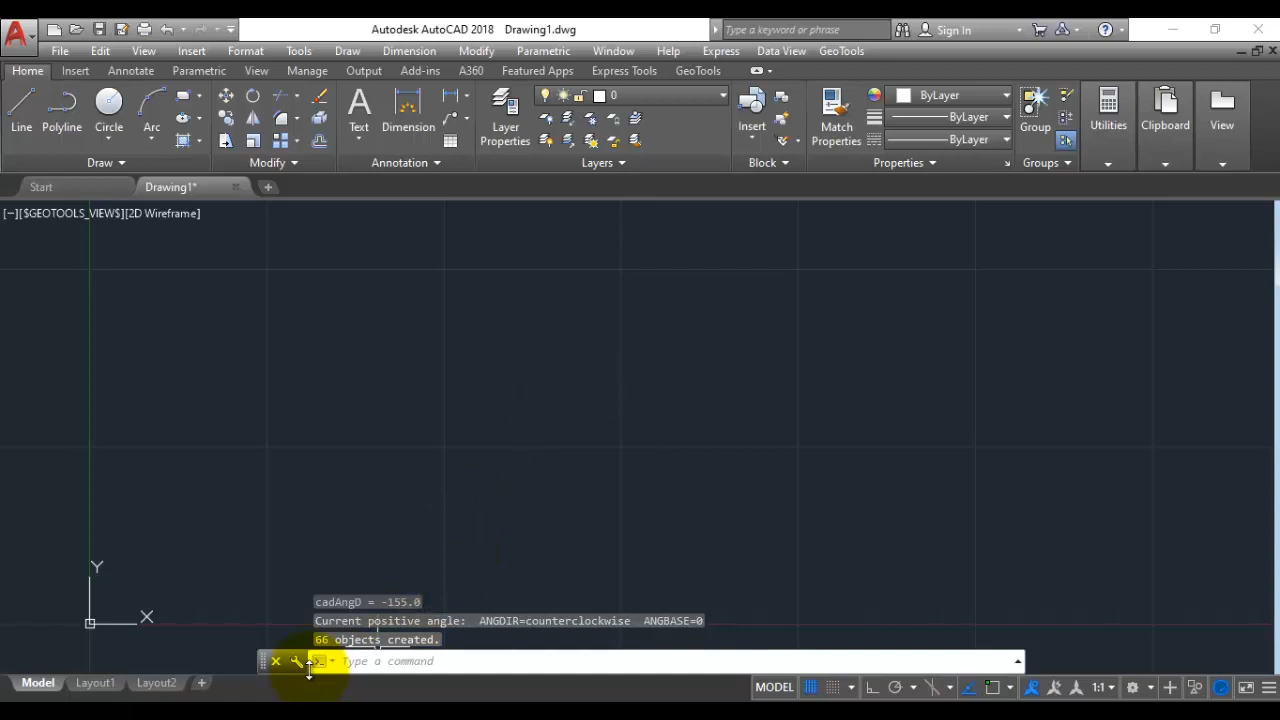 Autodesk AutoCAD 2018 Drawing1.dwg Type a keyword or phrase Sign In
File Edit View Insert Format Tools Draw Dimension Modify Parametric Window Help Express Data View GeoTools
Home Insert Annotate Parametric View Manage Output Add-ins A360 Featured Apps Express Tools GeoTools
0 ByLayer
ByLayer
Line Polyline Circle Arc Text Dimension Layer Properties Insert Match Properties ByLayer Group Utilities Clipboard View
Draw Modify Annotation Layers Block Properties Groups
Start Drawing1*
[−][$GEOTOOLS_VIEW$][2D Wireframe]
Y
X
cadAngD = -155.0
Current positive angle: ANGDIR=counterclockwise ANGBASE=0
66 objects created.
Type a command
Model Layout1 Layout2 MODEL 1:1